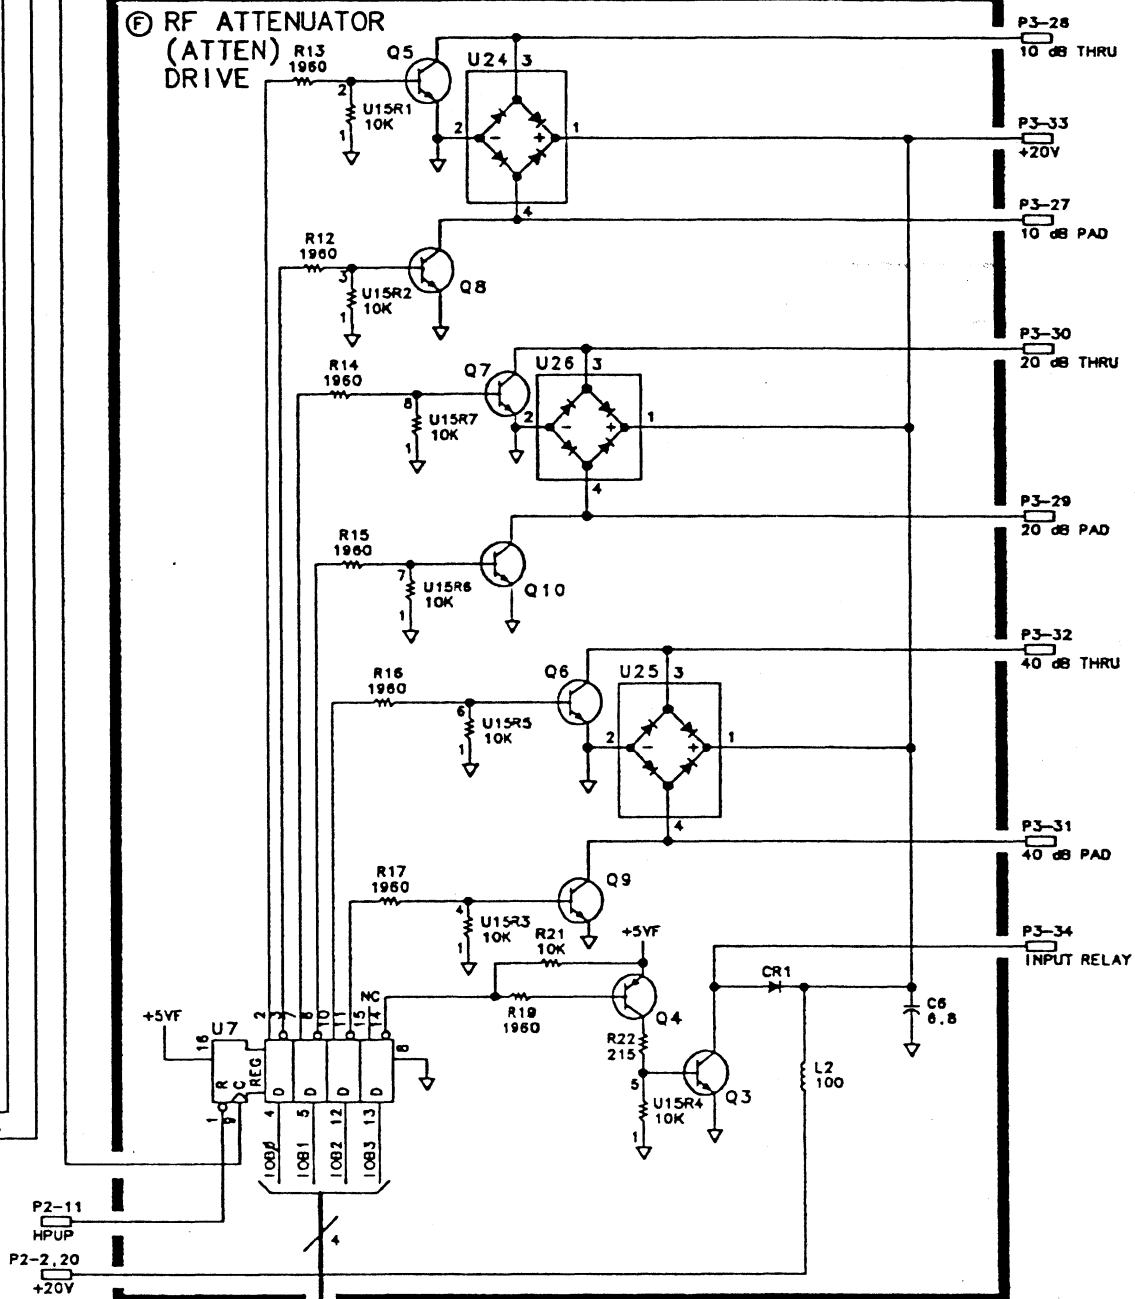 Ⓕ RF ATTENUATOR
(ATTEN)
DRIVE
R13
1960
Q5
2
U15R1
10K
1
U24
3
2
1
-
+
4
P3-28
10 dB THRU
P3-33
+20V
P3-27
10 dB PAD
R12
1960
3
U15R2
10K
1
Q8
R14
1960
Q7
8
U15R7
10K
1
U26
3
2
1
-
+
4
P3-30
20 dB THRU
P3-29
20 dB PAD
R15
1960
7
U15R6
10K
1
Q10
R16
1960
Q6
6
U15R5
10K
1
U25
3
2
1
-
+
4
P3-32
40 dB THRU
P3-31
40 dB PAD
R17
1960
Q9
4
U15R3
10K
1
R21
10K
+5VF
P3-34
INPUT RELAY
CR1
C6
6.8
R19
1960
Q4
R22
215
5
U15R4
10K
1
Q3
L2
100
NC
+5VF
U7
16
2
3
7
6
10
11
15
14
8
R
C
REG
D
D
D
D
1
9
4
5
12
13
IOB0
IOB1
IOB2
IOB3
4
P2-11
HPUP
P2-2,20
+20V